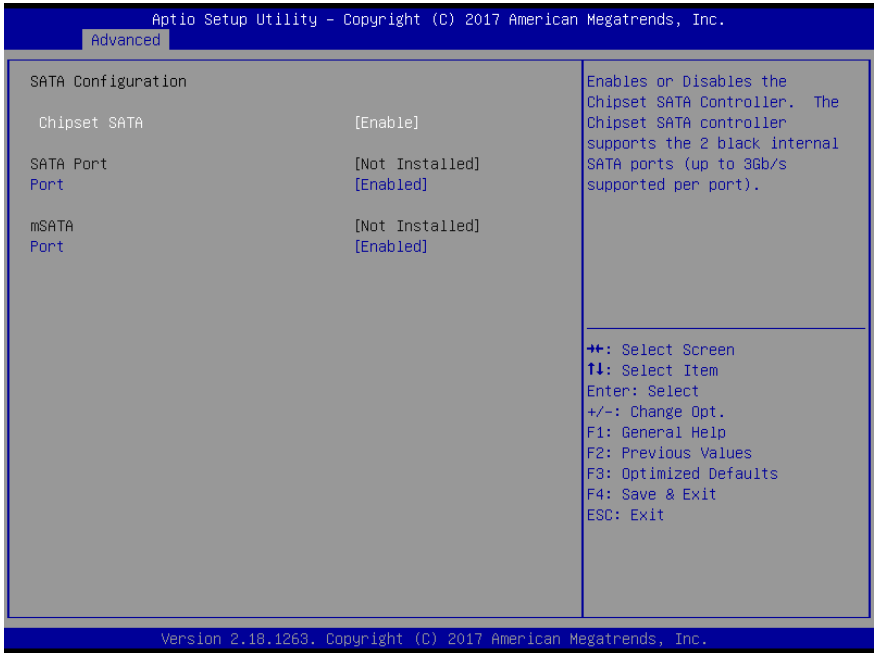 Aptio Setup Utility – Copyright (C) 2017 American Megatrends, Inc.
Advanced
SATA Configuration
Chipset SATA [Enable]
SATA Port [Not Installed]
Port [Enabled]
mSATA [Not Installed]
Port [Enabled]
Enables or Disables the
Chipset SATA Controller. The
Chipset SATA controller
supports the 2 black internal
SATA ports (up to 3Gb/s
supported per port).
→←: Select Screen
↑↓: Select Item
Enter: Select
+/-: Change Opt.
F1: General Help
F2: Previous Values
F3: Optimized Defaults
F4: Save & Exit
ESC: Exit
Version 2.18.1263. Copyright (C) 2017 American Megatrends, Inc.